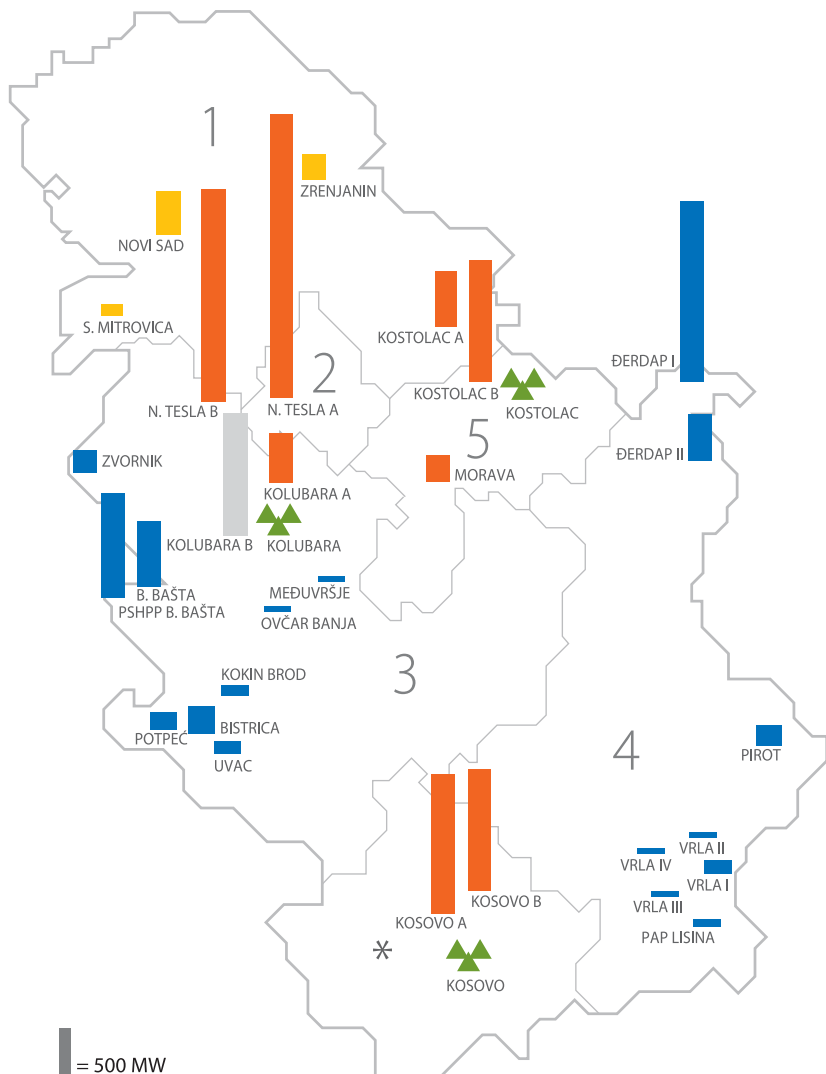 1
ZRENJANIN
NOVI SAD
S. MITROVICA
KOSTOLAC A
2
ĐERDAP I
KOSTOLAC B
N. TESLA A
N. TESLA B
KOSTOLAC
5
ĐERDAP II
ZVORNIK
MORAVA
KOLUBARA A
KOLUBARA B
KOLUBARA
B. BAŠTA
MEĐUVRŠJE
PSHPP B. BAŠTA
OVČAR BANJA
3
KOKIN BROD
BISTRICA
POTPEĆ
UVAC
4
PIROT
VRLA II
VRLA IV
VRLA I
KOSOVO B
VRLA III
KOSOVO A
PAP LISINA
*
KOSOVO
= 500 MW